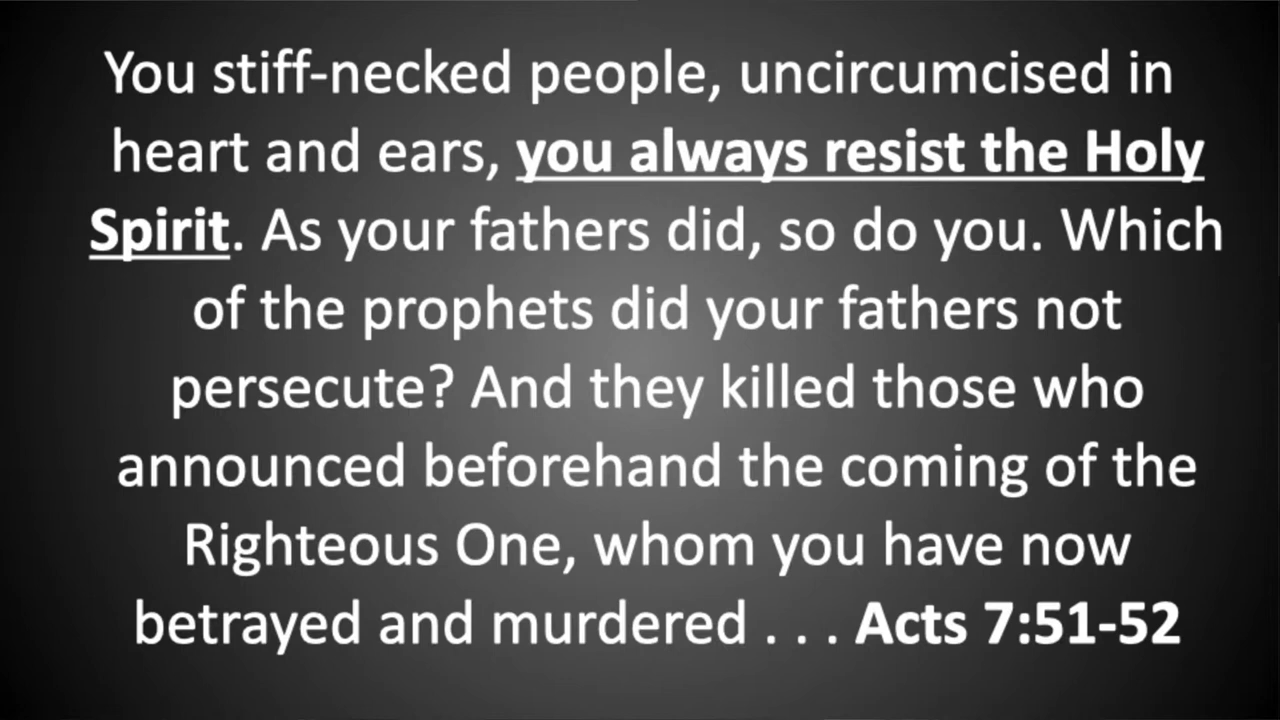 You stiff-necked people, uncircumcised in
heart and ears, you always resist the Holy
Spirit. As your fathers did, so do you. Which
of the prophets did your fathers not
persecute? And they killed those who
announced beforehand the coming of the
Righteous One, whom you have now
betrayed and murdered . . . Acts 7:51-52